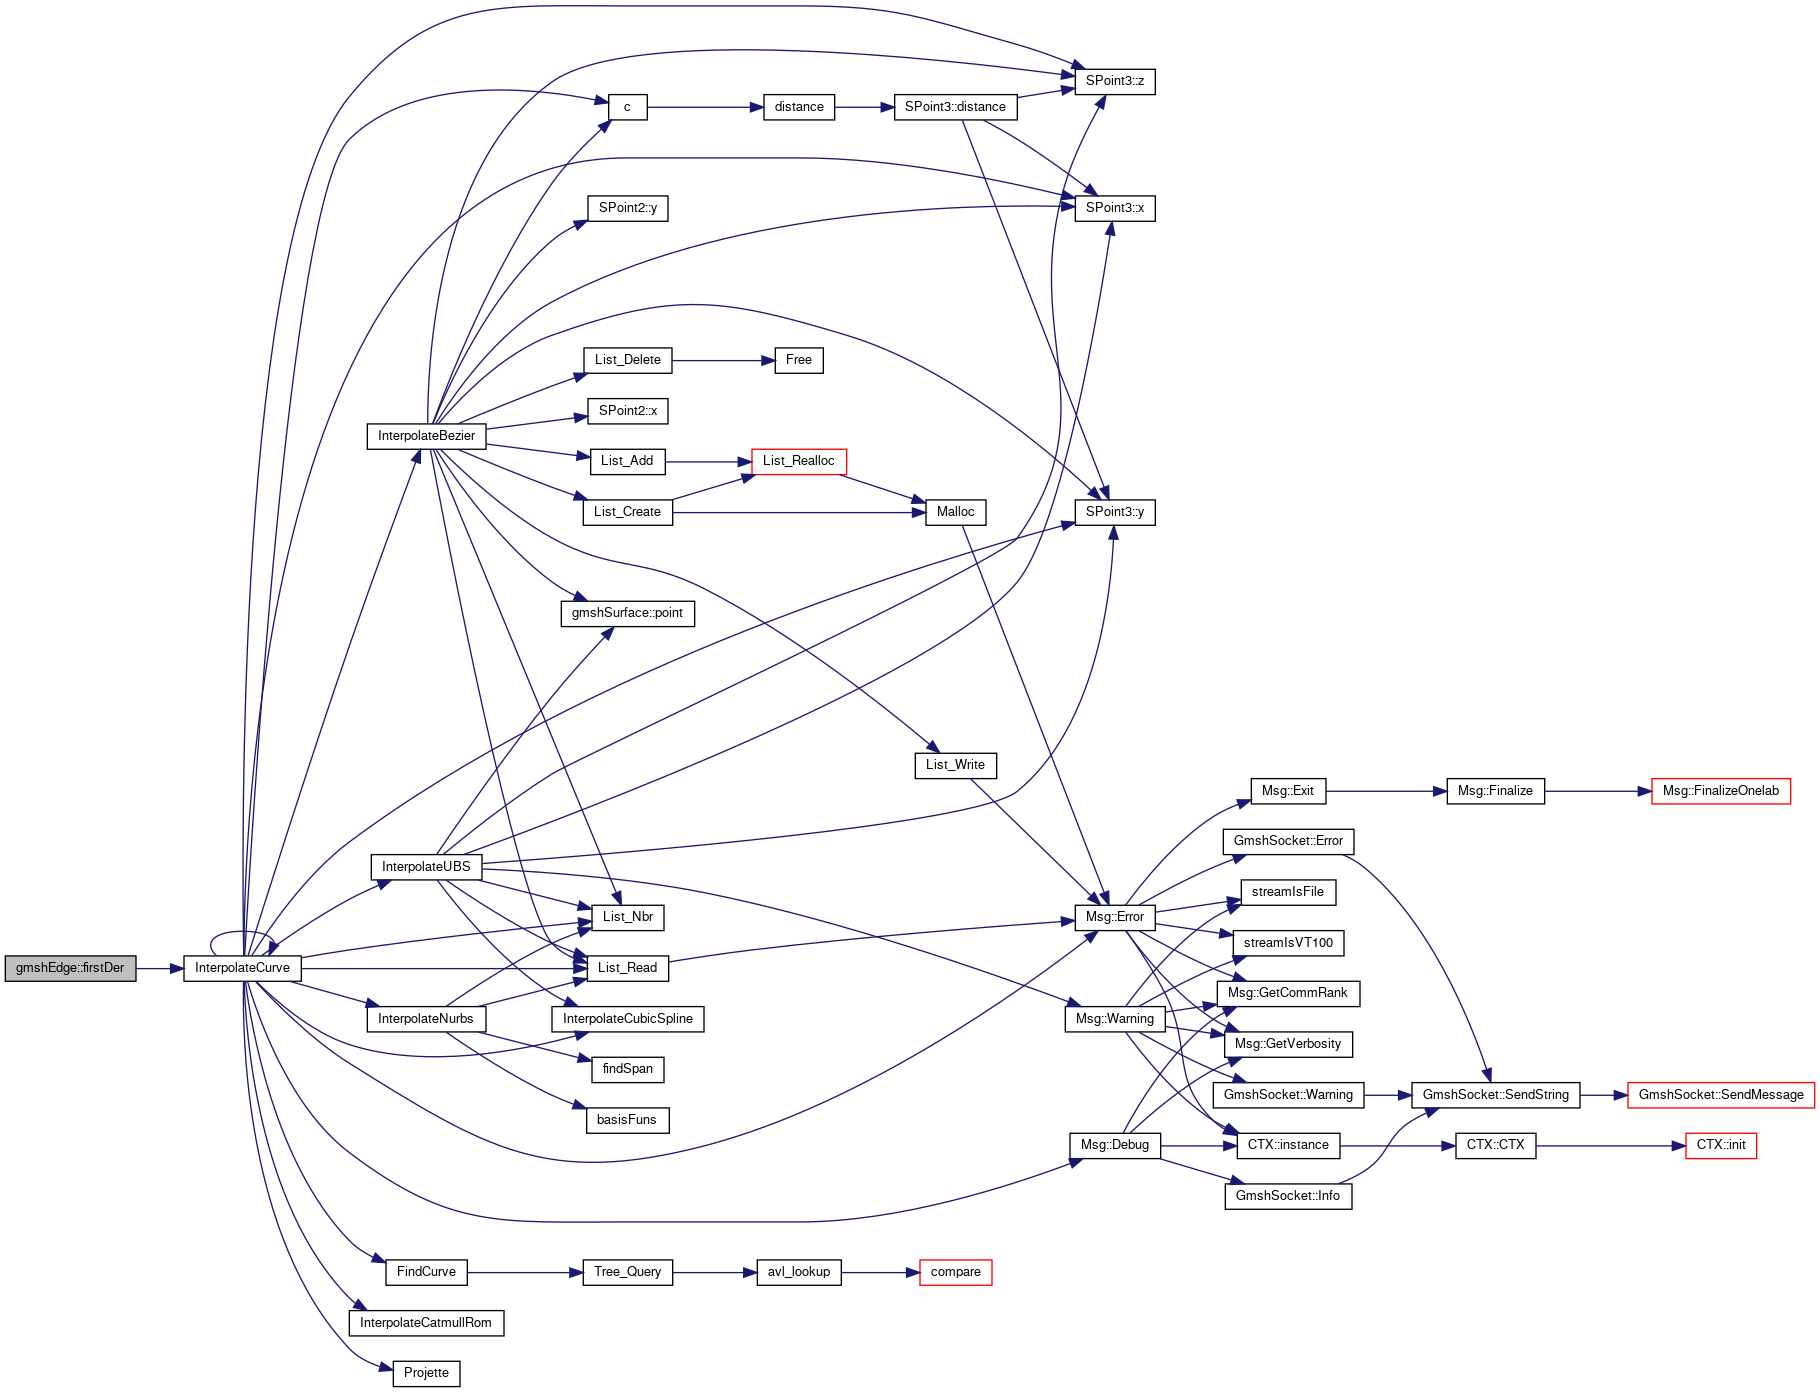 SPoint3::z
c
distance
SPoint3::distance
SPoint2::y
SPoint3::x
List_Delete
Free
SPoint2::x
InterpolateBezier
List_Add
List_Realloc
List_Create
Malloc
SPoint3::y
gmshSurface::point
List_Write
Msg::Exit
Msg::Finalize
Msg::FinalizeOnelab
GmshSocket::Error
InterpolateUBS
streamIsFile
List_Nbr
Msg::Error
streamIsVT100
gmshEdge::firstDer
InterpolateCurve
List_Read
Msg::GetCommRank
InterpolateNurbs
InterpolateCubicSpline
Msg::Warning
Msg::GetVerbosity
findSpan
GmshSocket::Warning
GmshSocket::SendString
GmshSocket::SendMessage
basisFuns
Msg::Debug
CTX::instance
CTX::CTX
CTX::init
GmshSocket::Info
FindCurve
Tree_Query
avl_lookup
compare
InterpolateCatmullRom
Projette